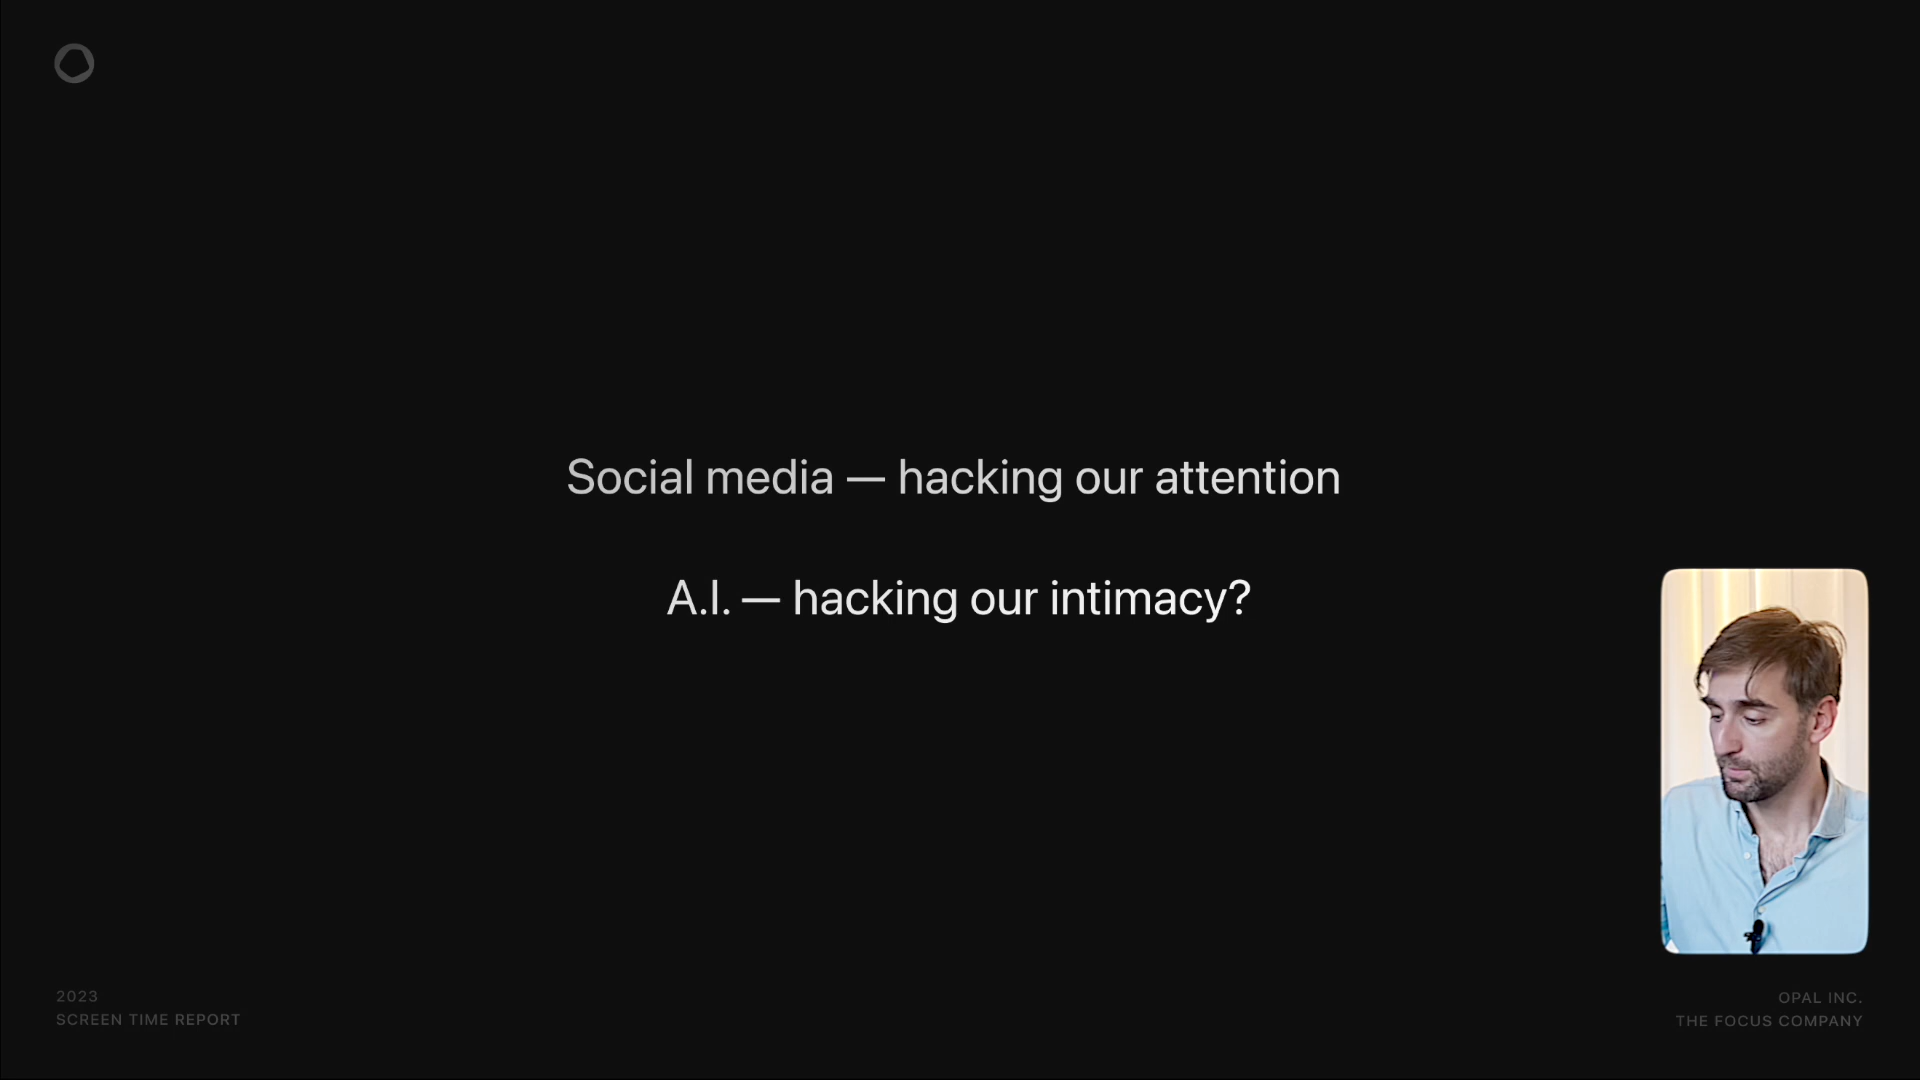 Social media — hacking our attention
A.I. — hacking our intimacy?
2023
SCREEN TIME REPORT
OPAL INC.
THE FOCUS COMPANY